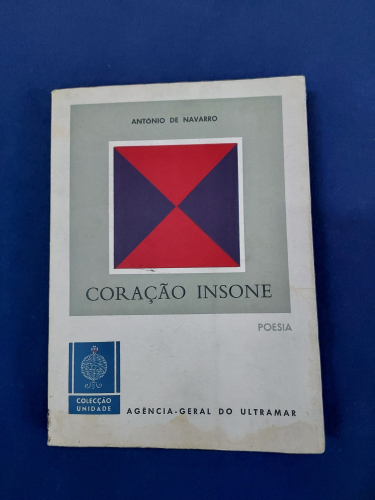 ANTÓNIO DE NAVARRO
CORAÇÃO INSONE
POESIA
COLECÇÃO
UNIDADE
AGÊNCIA-GERAL DO ULTRAMAR